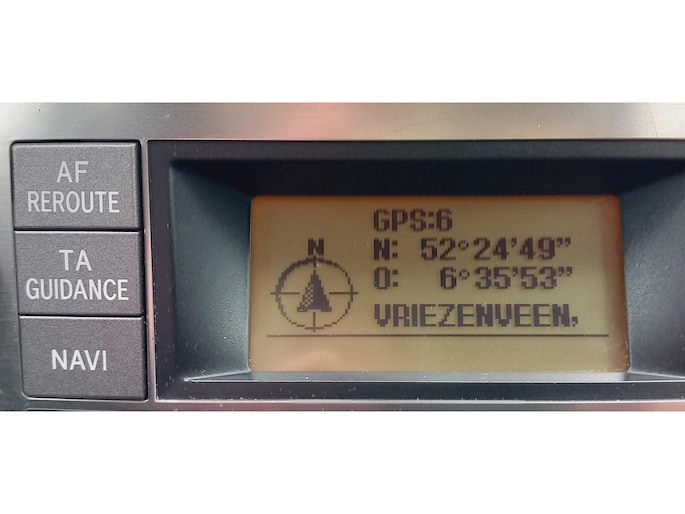 AF
REROUTE
TA
GUIDANCE
NAVI
GPS:6
N
N: 52°24'49"
O: 6°35'53"
VRIEZENVEEN,